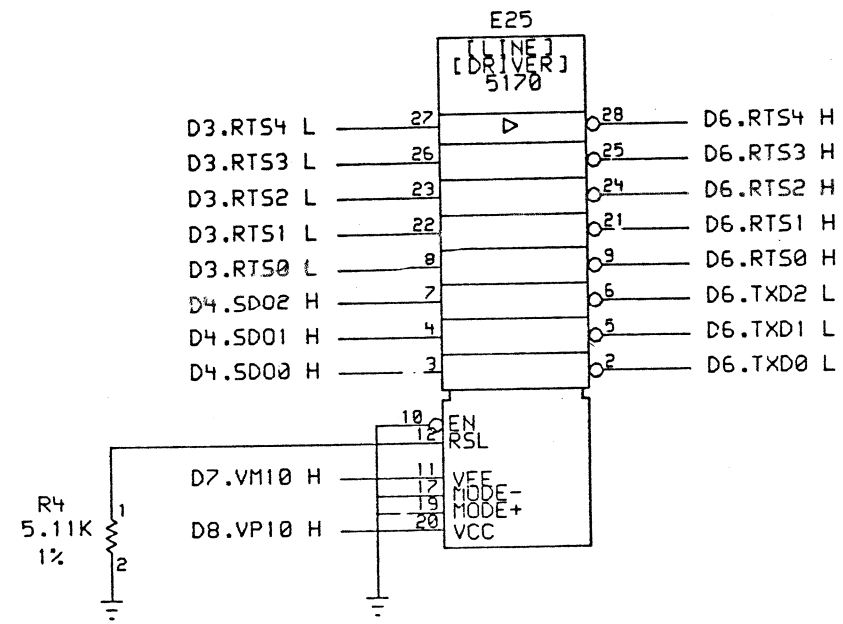 E25
[LINE]
[DRIVER]
5170
D3.RTS4 L 27 28 D6.RTS4 H
D3.RTS3 L 26 25 D6.RTS3 H
D3.RTS2 L 23 24 D6.RTS2 H
D3.RTS1 L 22 21 D6.RTS1 H
D3.RTS0 L 8 9 D6.RTS0 H
D4.SDO2 H 7 6 D6.TXD2 L
D4.SDO1 H 4 5 D6.TXD1 L
D4.SDO0 H 3 2 D6.TXD0 L
10 EN
12 RSL
D7.VM10 H 11 VEE
17 MODE-
19 MODE+
D8.VP10 H 20 VCC
R4
5.11K
1%
1
2